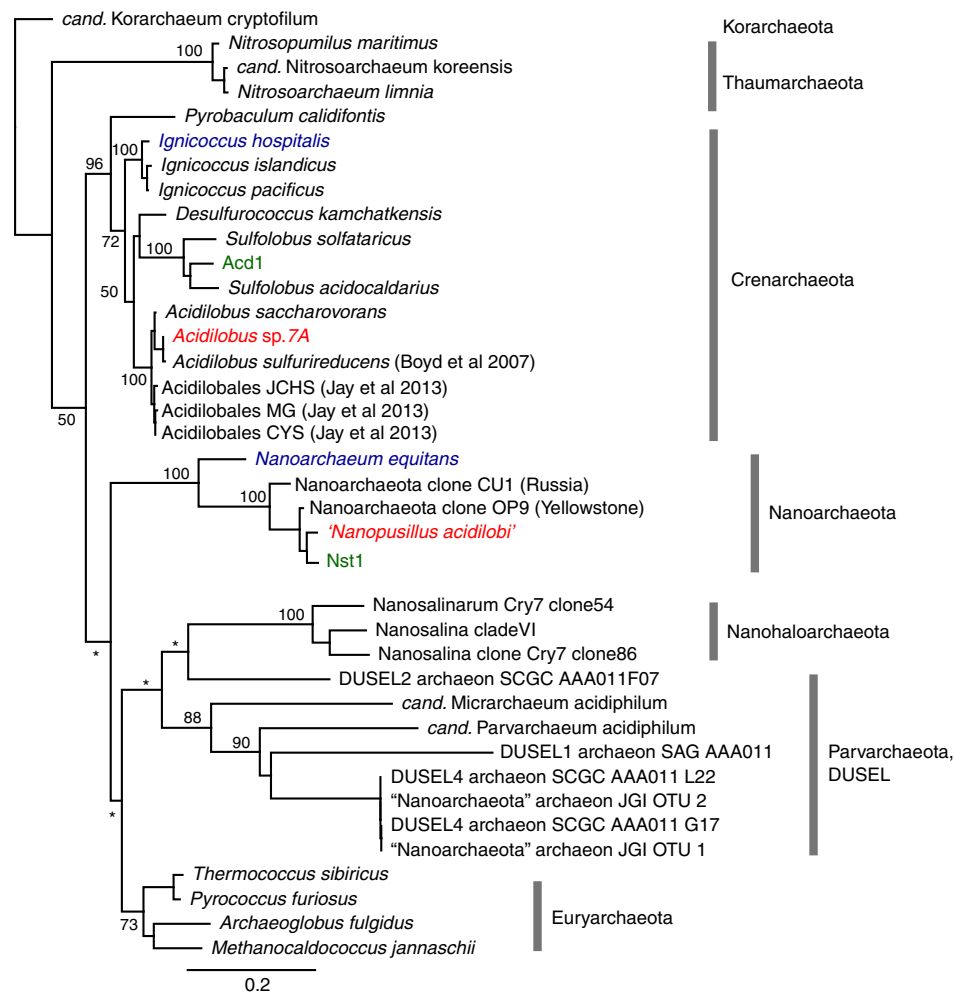 cand. Korarchaeum cryptofilum
Korarchaeota
Nitrosopumilus maritimus
100
cand. Nitrosoarchaeum koreensis
Thaumarchaeota
Nitrosoarchaeum limnia
Pyrobaculum calidifontis
Ignicoccus hospitalis
100
96
Ignicoccus islandicus
Ignicoccus pacificus
Desulfurococcus kamchatkensis
72
Sulfolobus solfataricus
100
Acd1
Crenarchaeota
Sulfolobus acidocaldarius
50
Acidilobus saccharovorans
Acidilobus sp.7A
Acidilobus sulfurireducens (Boyd et al 2007)
100
Acidilobales JCHS (Jay et al 2013)
Acidilobales MG (Jay et al 2013)
50
Acidilobales CYS (Jay et al 2013)
Nanoarchaeum equitans
100
Nanoarchaeota clone CU1 (Russia)
100
Nanoarchaeota clone OP9 (Yellowstone)
Nanoarchaeota
‘Nanopusillus acidilobi’
Nst1
Nanosalinarum Cry7 clone54
100
Nanosalina cladeVI
Nanohaloarchaeota
*
*
Nanosalina clone Cry7 clone86
DUSEL2 archaeon SCGC AAA011F07
*
cand. Micrarchaeum acidiphilum
88
cand. Parvarchaeum acidiphilum
90
DUSEL1 archaeon SAG AAA011
Parvarchaeota,
DUSEL
DUSEL4 archaeon SCGC AAA011 L22
“Nanoarchaeota” archaeon JGI OTU 2
*
DUSEL4 archaeon SCGC AAA011 G17
“Nanoarchaeota” archaeon JGI OTU 1
Thermococcus sibiricus
Pyrococcus furiosus
Euryarchaeota
73
Archaeoglobus fulgidus
Methanocaldococcus jannaschii
0.2